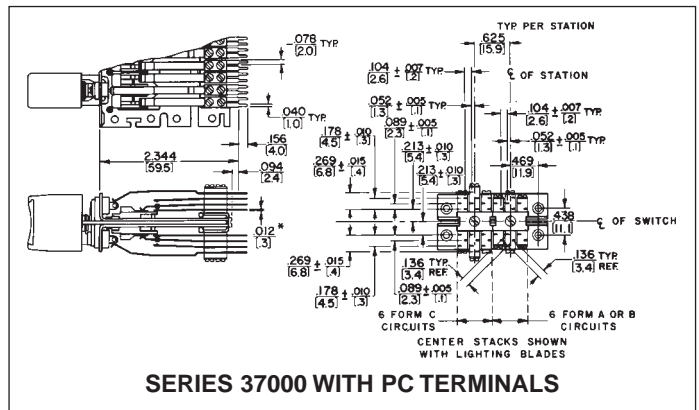 TYP. PER STATION
.625
[15.9]
.078 TYP.
[2.0]
.104 ± .007 TYP.
[2.6] [.2]
℄ OF STATION
.052 ± .005
[1.3] [.1]
.104 ± .007
[2.6] [.2]
.040 TYP.
[1.0]
.089 ± .005
[2.3] [.1]
.156
[4.0]
.178 ± .010
[4.5] [.3]
.052 ± .005
[1.3] [.1] TYP.
2.344
[59.5]
.213 ± .010
[5.4] [.3]
.094
[2.4]
.269 ± .015
[6.8] [.4]
.469
[11.9]
.213 ± .010
[5.4] [.3]
.438
[11.1]
℄ OF SWITCH
.012 *
[.3]
.269 ± .015
[6.8] [.4]
.136 TYP.
[3.4] REF.
.136 TYP.
[3.4] REF.
.178 ± .010
[4.5] [.3]
.089 ± .005
[2.3] [.1]
6 FORM C
CIRCUITS
6 FORM A OR B
CIRCUITS
CENTER STACKS SHOWN
WITH LIGHTING BLADES
SERIES 37000 WITH PC TERMINALS